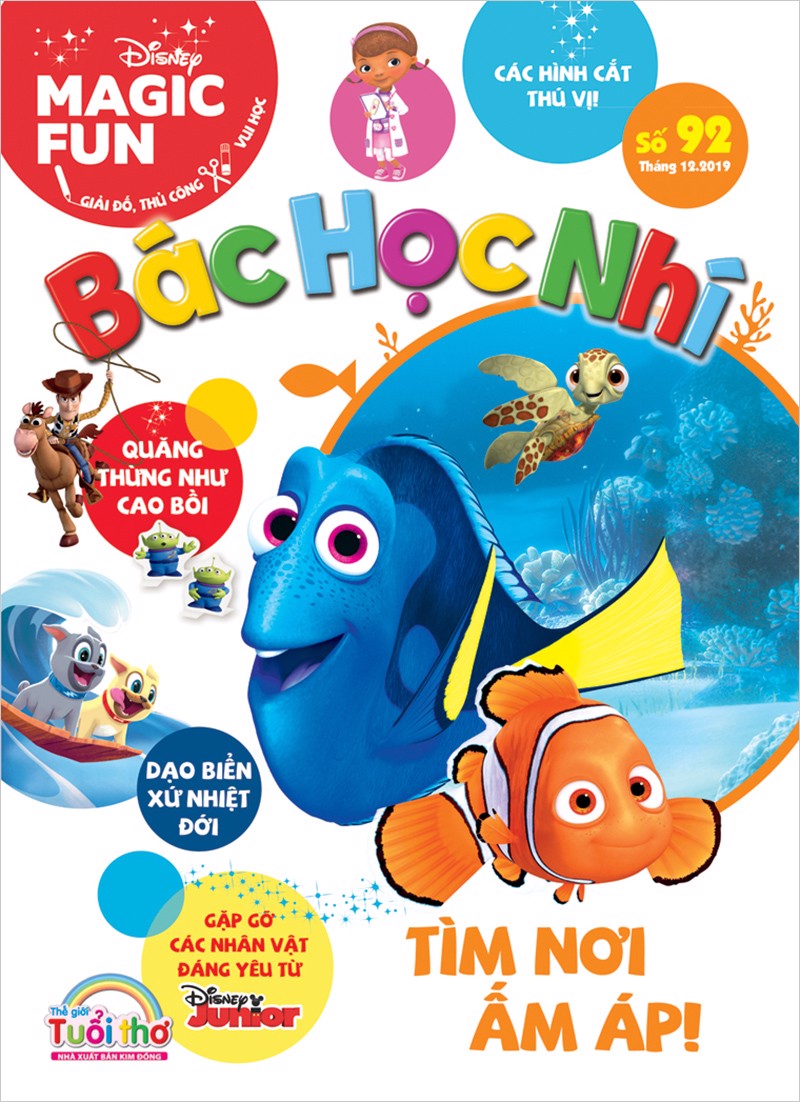 Disney
MAGIC
FUN
GIẢI ĐỐ, THỦ CÔNG
VUI HỌC
CÁC HÌNH CẮT
THÚ VỊ!
Số 92
Tháng 12.2019
Bác Học Nhí
QUĂNG
THỪNG NHƯ
CAO BỒI
DẠO BIỂN
XỨ NHIỆT
ĐỚI
GẶP GỠ
CÁC NHÂN VẬT
ĐÁNG YÊU TỪ
Disney
Junior
TÌM NƠI
ẤM ÁP!
Thế giới
Tuổi thơ
NHÀ XUẤT BẢN KIM ĐỒNG